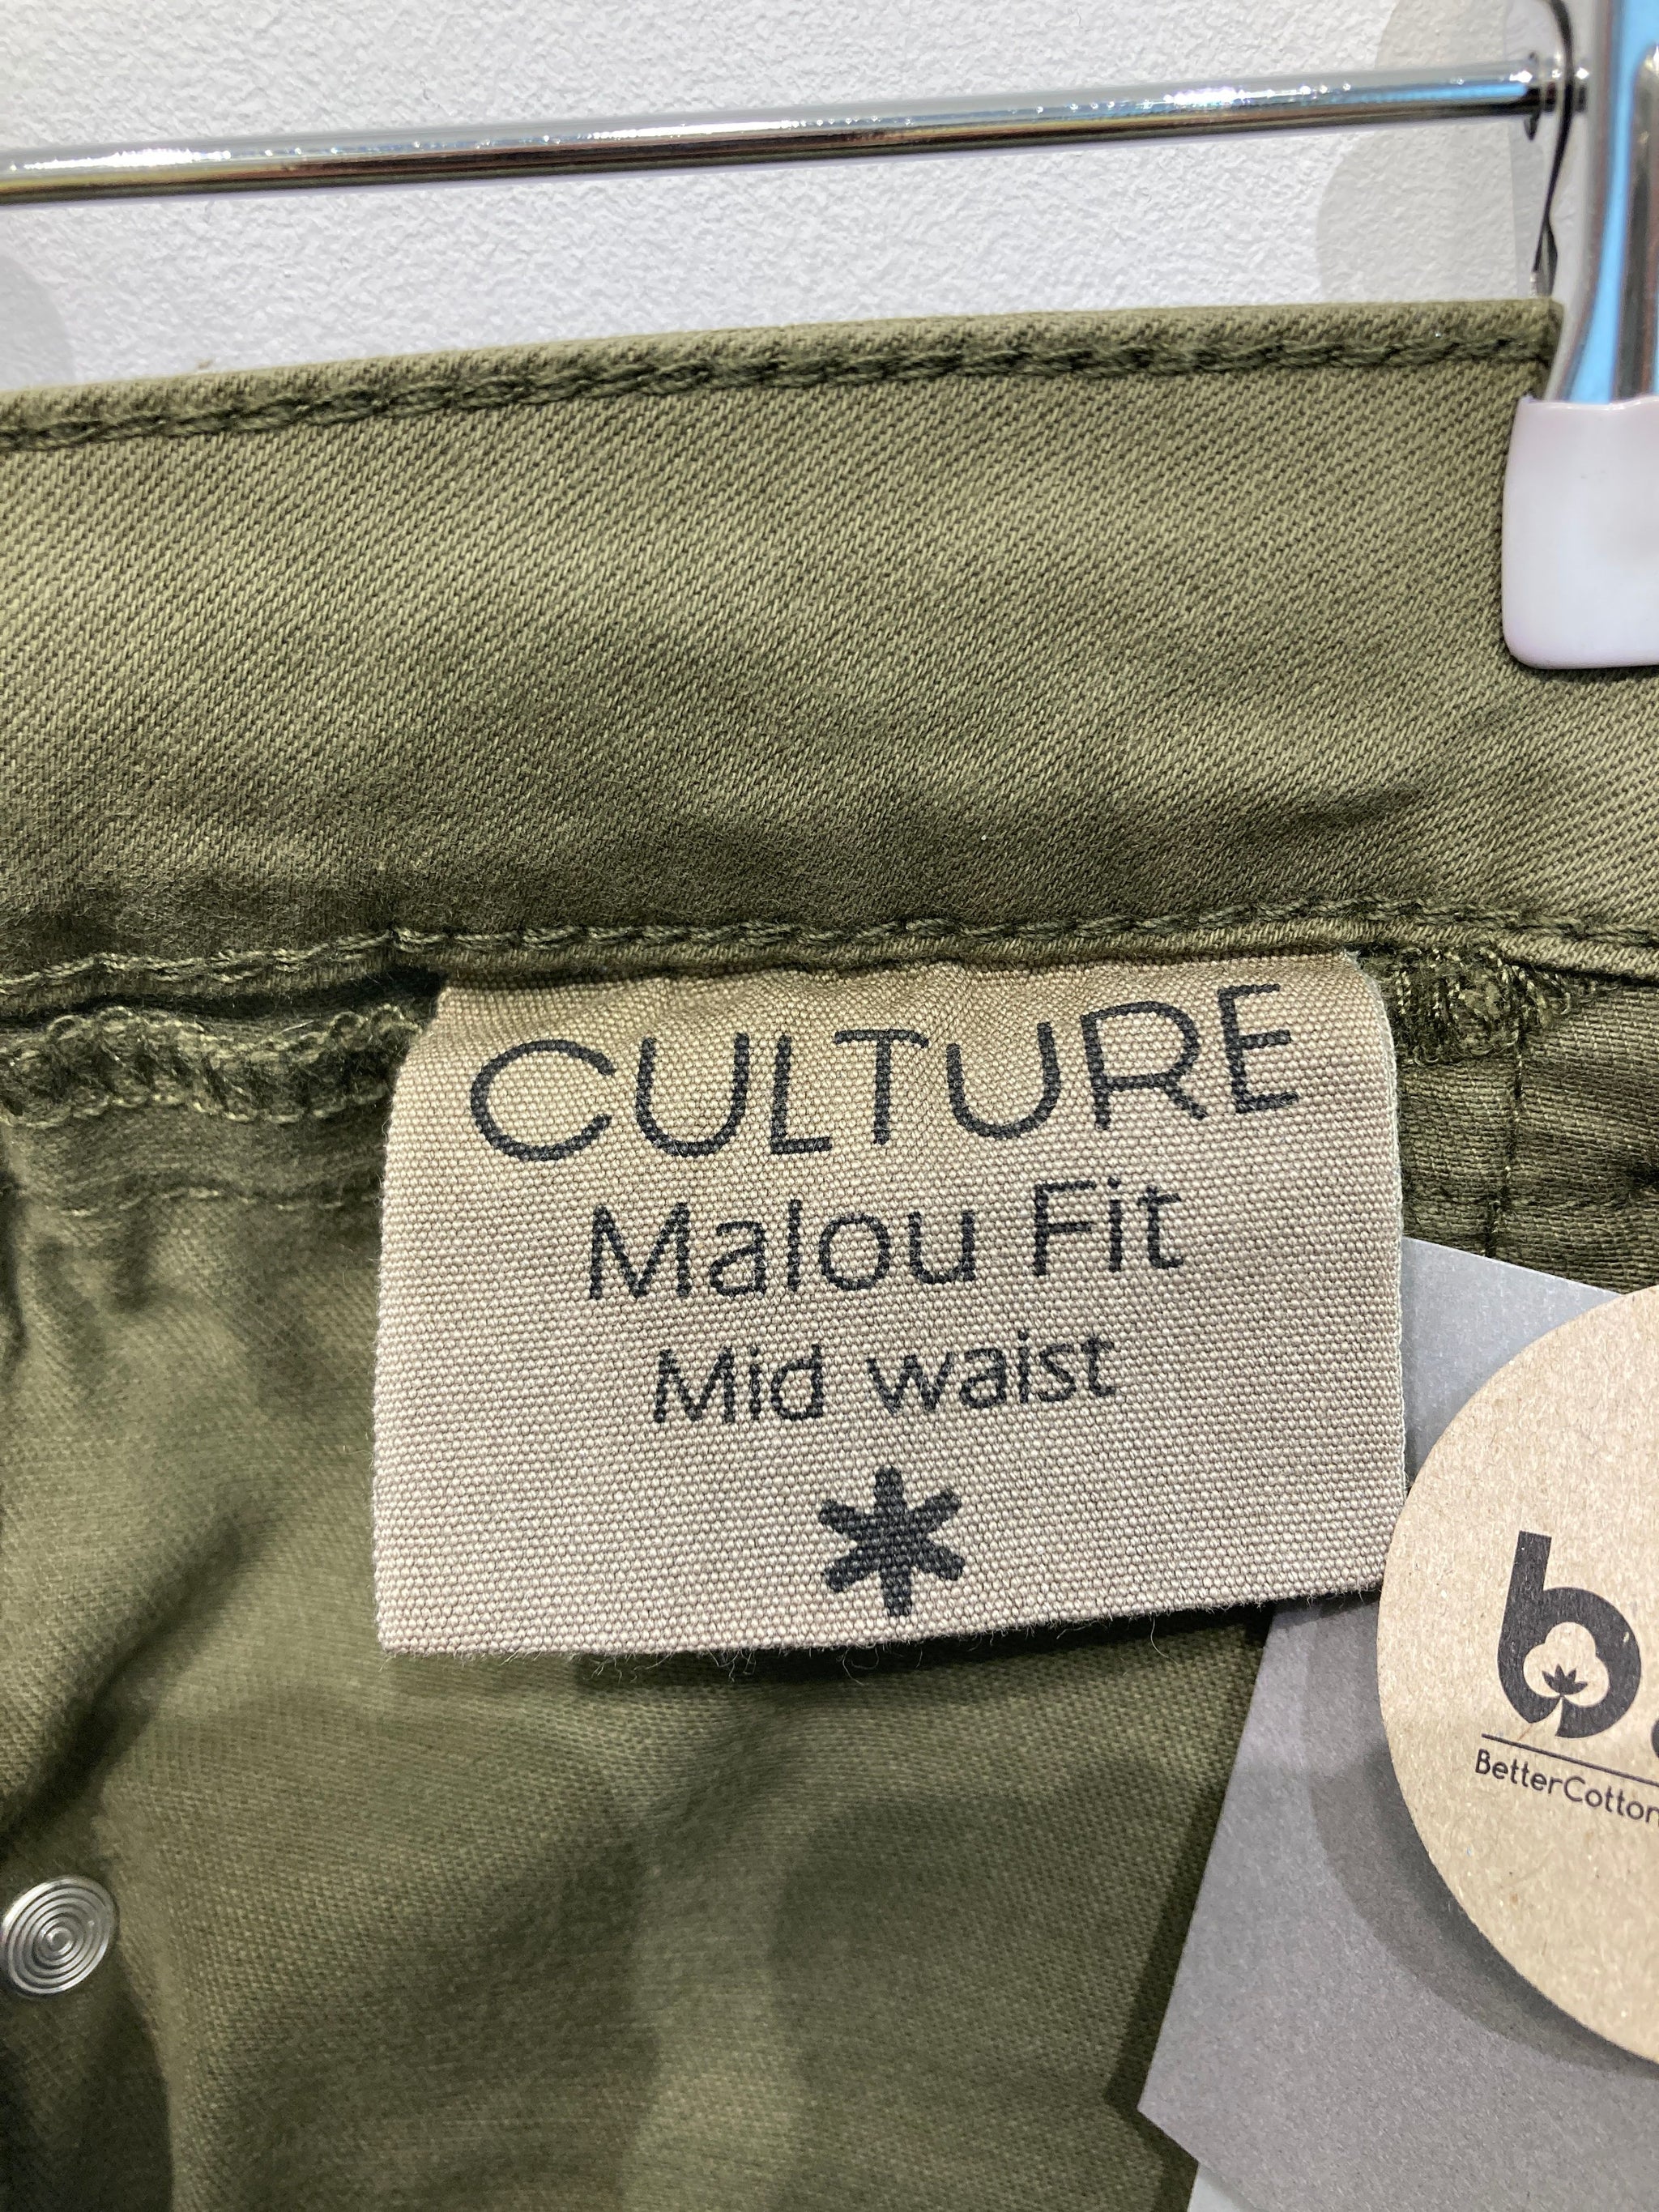 CULTURE
Malou Fit
Mid waist
b
BetterCotton